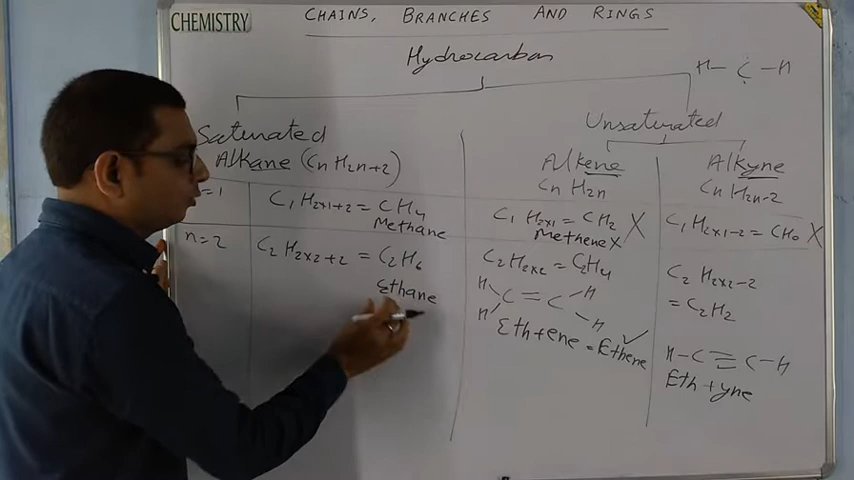 CHEMISTRY
CHAINS, BRANCHES AND RINGS
Hydrocarbon
H-C-H
Saturated
Alkane (CnH2n+2)
Unsaturated
Alkene
CnH2n
Alkyne
CnH2n-2
=1
C1H2x1+2 = CH4
Methane
C1H2x1 = CH2 X
Methene X
C1H2x1-2 = CH0 X
n=2
C2H2x2+2 = C2H6
Ethane
C2H2x2 = C2H4
H H
C=C
H H
Eth+ene = Ethene ✓
C2H2x2-2
= C2H2
H-C≡C-H
Eth+yne